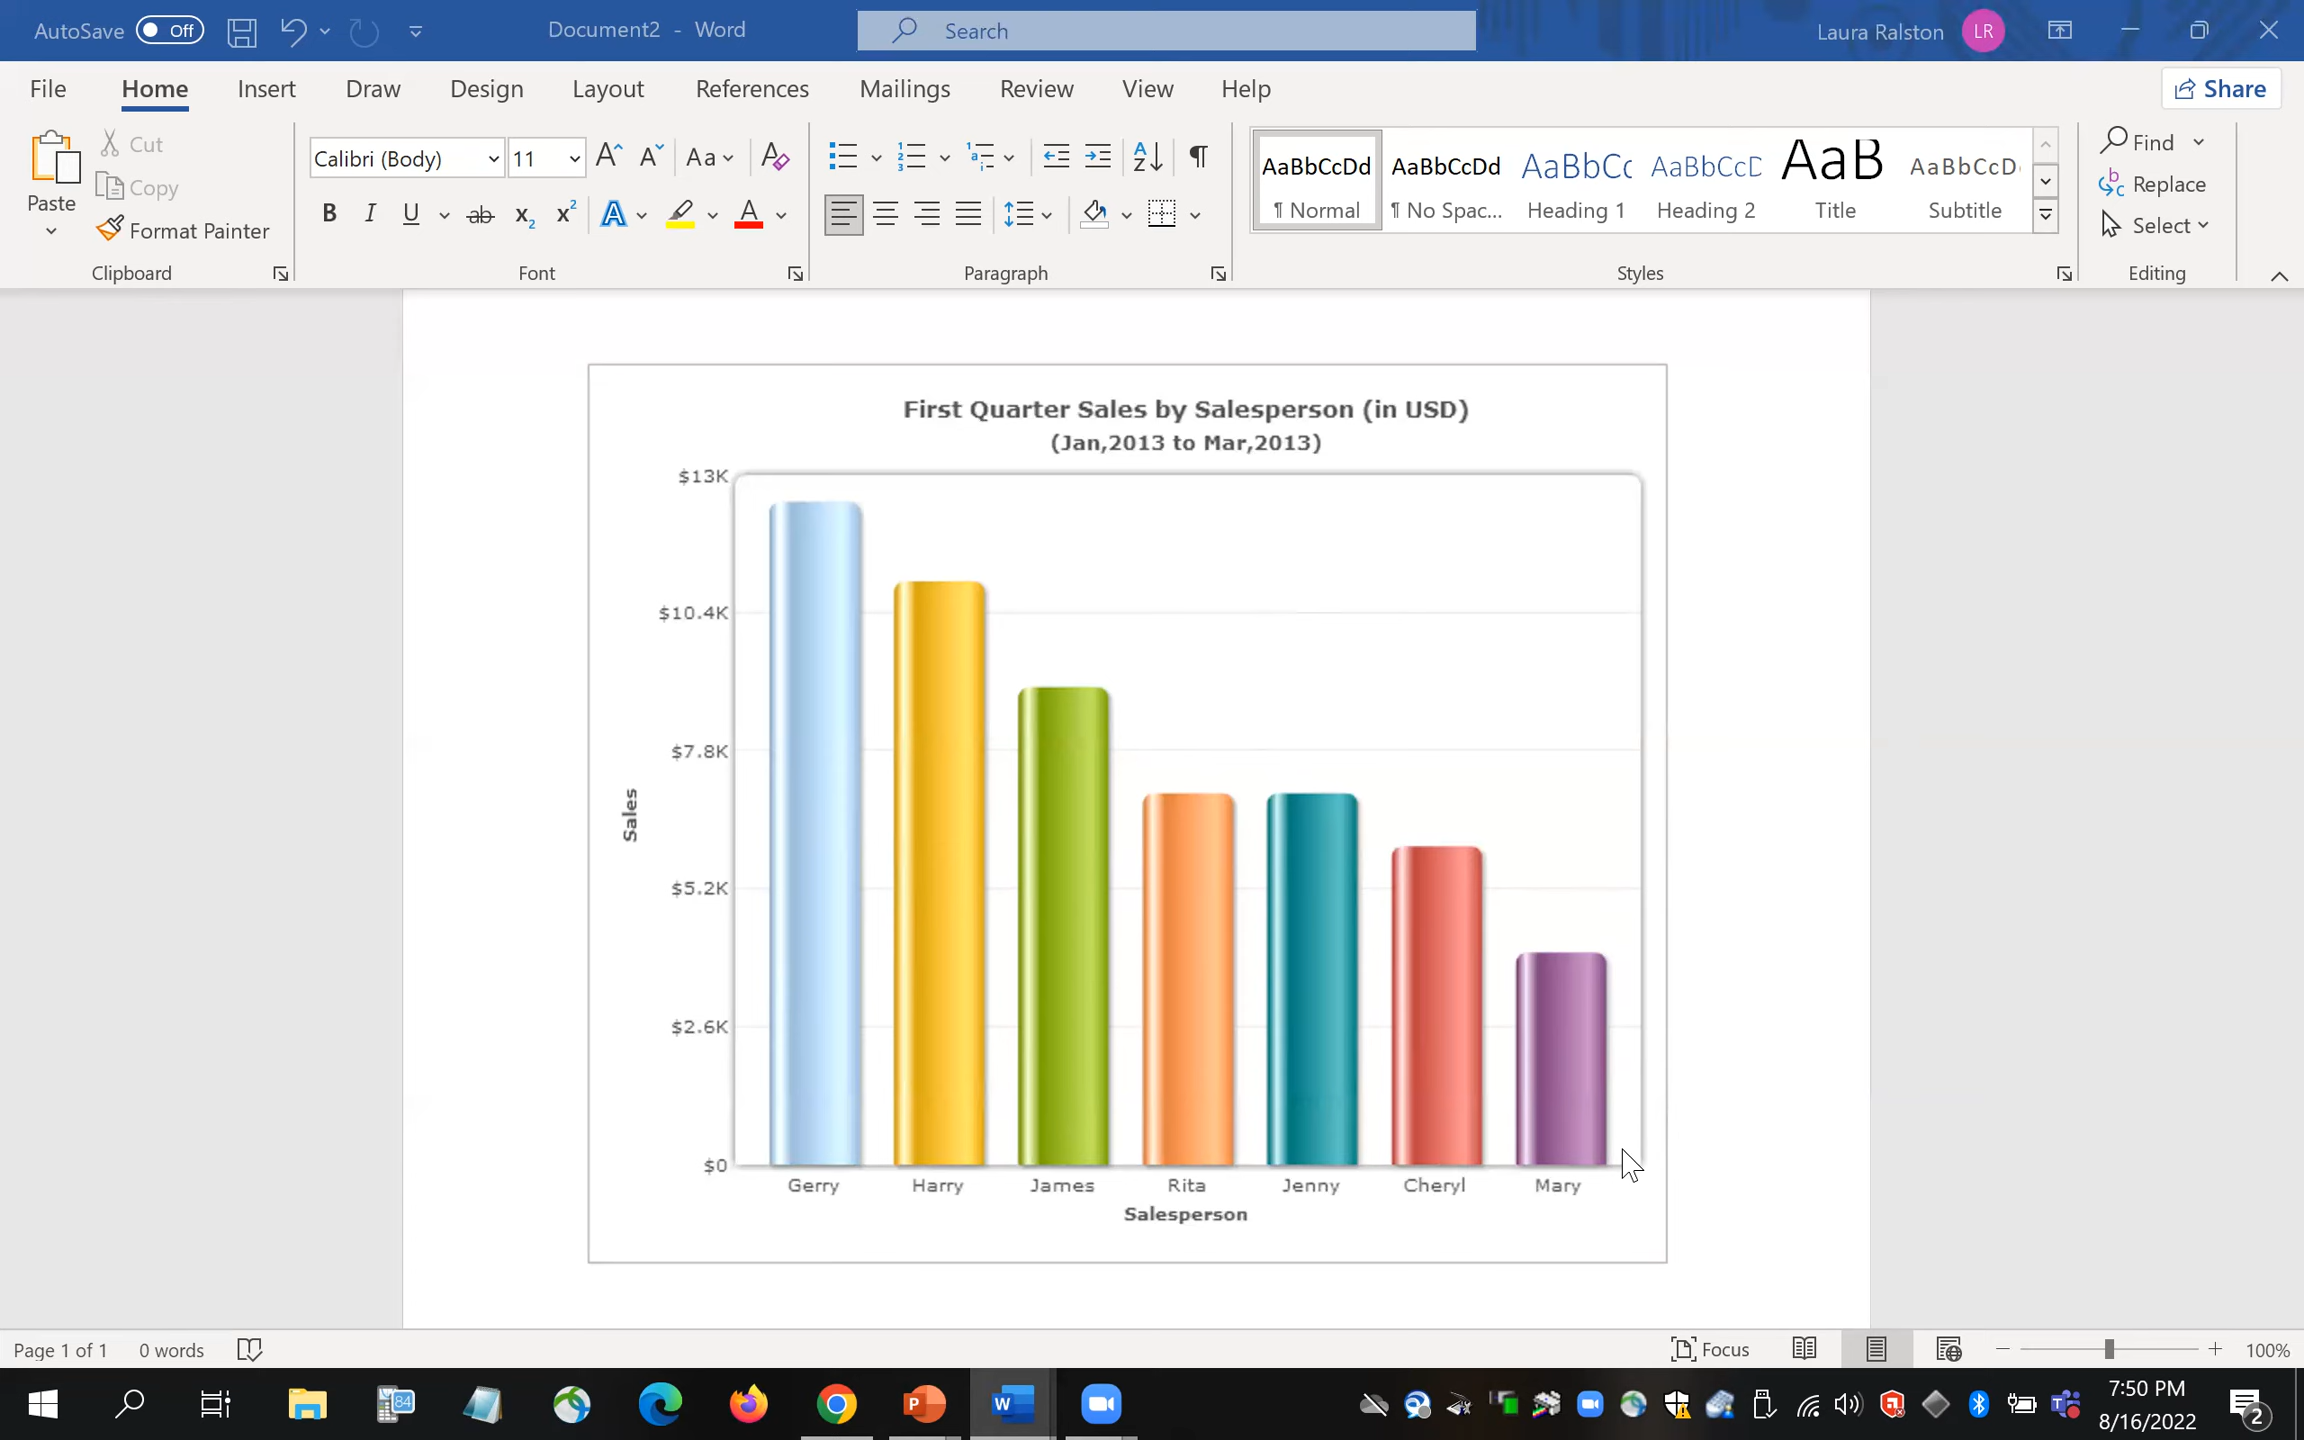 AutoSave Off Document2 - Word Search Laura Ralston LR
File Home Insert Draw Design Layout References Mailings Review View Help Share
Paste
Cut
Copy
Format Painter
Clipboard
Calibri (Body) 11 Aa
B I U ab x2 x2 A A
Font
Paragraph
AaBbCcDd AaBbCcDd AaBbCc AaBbCcD AaB AaBbCcD
¶ Normal ¶ No Spac... Heading 1 Heading 2 Title Subtitle
Styles
Find
Replace
Select
Editing
First Quarter Sales by Salesperson (in USD)
(Jan,2013 to Mar,2013)
$13K
$10.4K
$7.8K
$5.2K
$2.6K
$0
Sales
Gerry Harry James Rita Jenny Cheryl Mary
Salesperson
Page 1 of 1 0 words Focus 100%
84
7:50 PM
8/16/2022
2